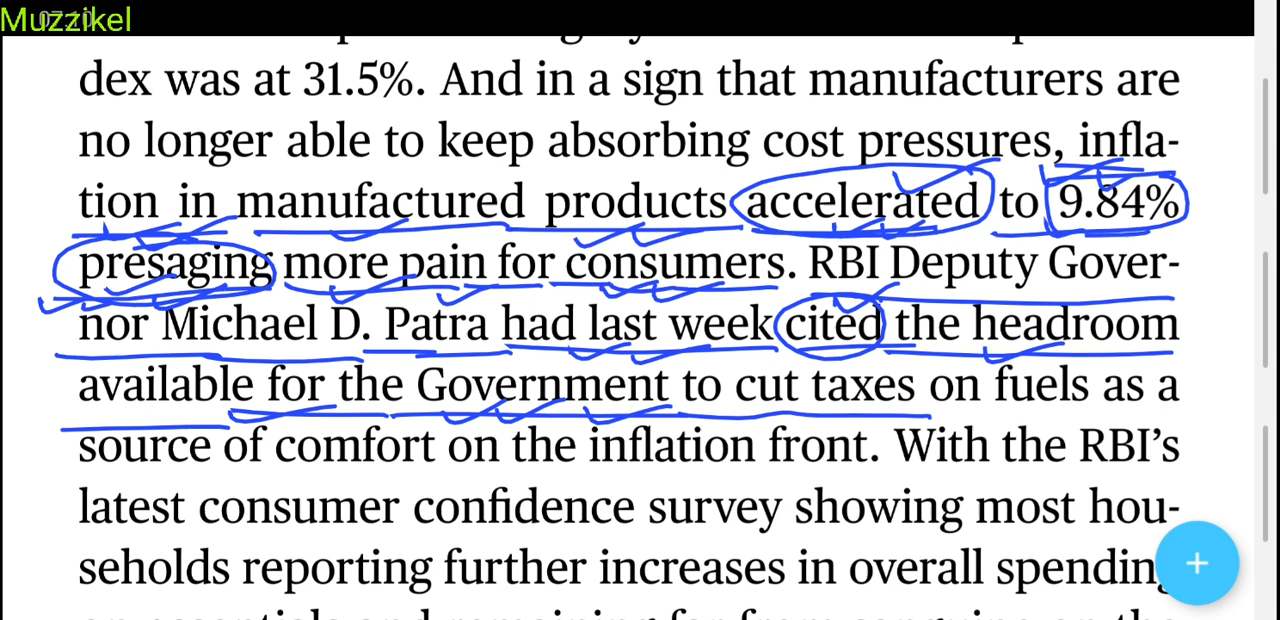 Muzzikel
dex was at 31.5%. And in a sign that manufacturers are
no longer able to keep absorbing cost pressures, infla-
tion in manufactured products accelerated to 9.84%
presaging more pain for consumers. RBI Deputy Gover-
nor Michael D. Patra had last week cited the headroom
available for the Government to cut taxes on fuels as a
source of comfort on the inflation front. With the RBI’s
latest consumer confidence survey showing most hou-
seholds reporting further increases in overall spending